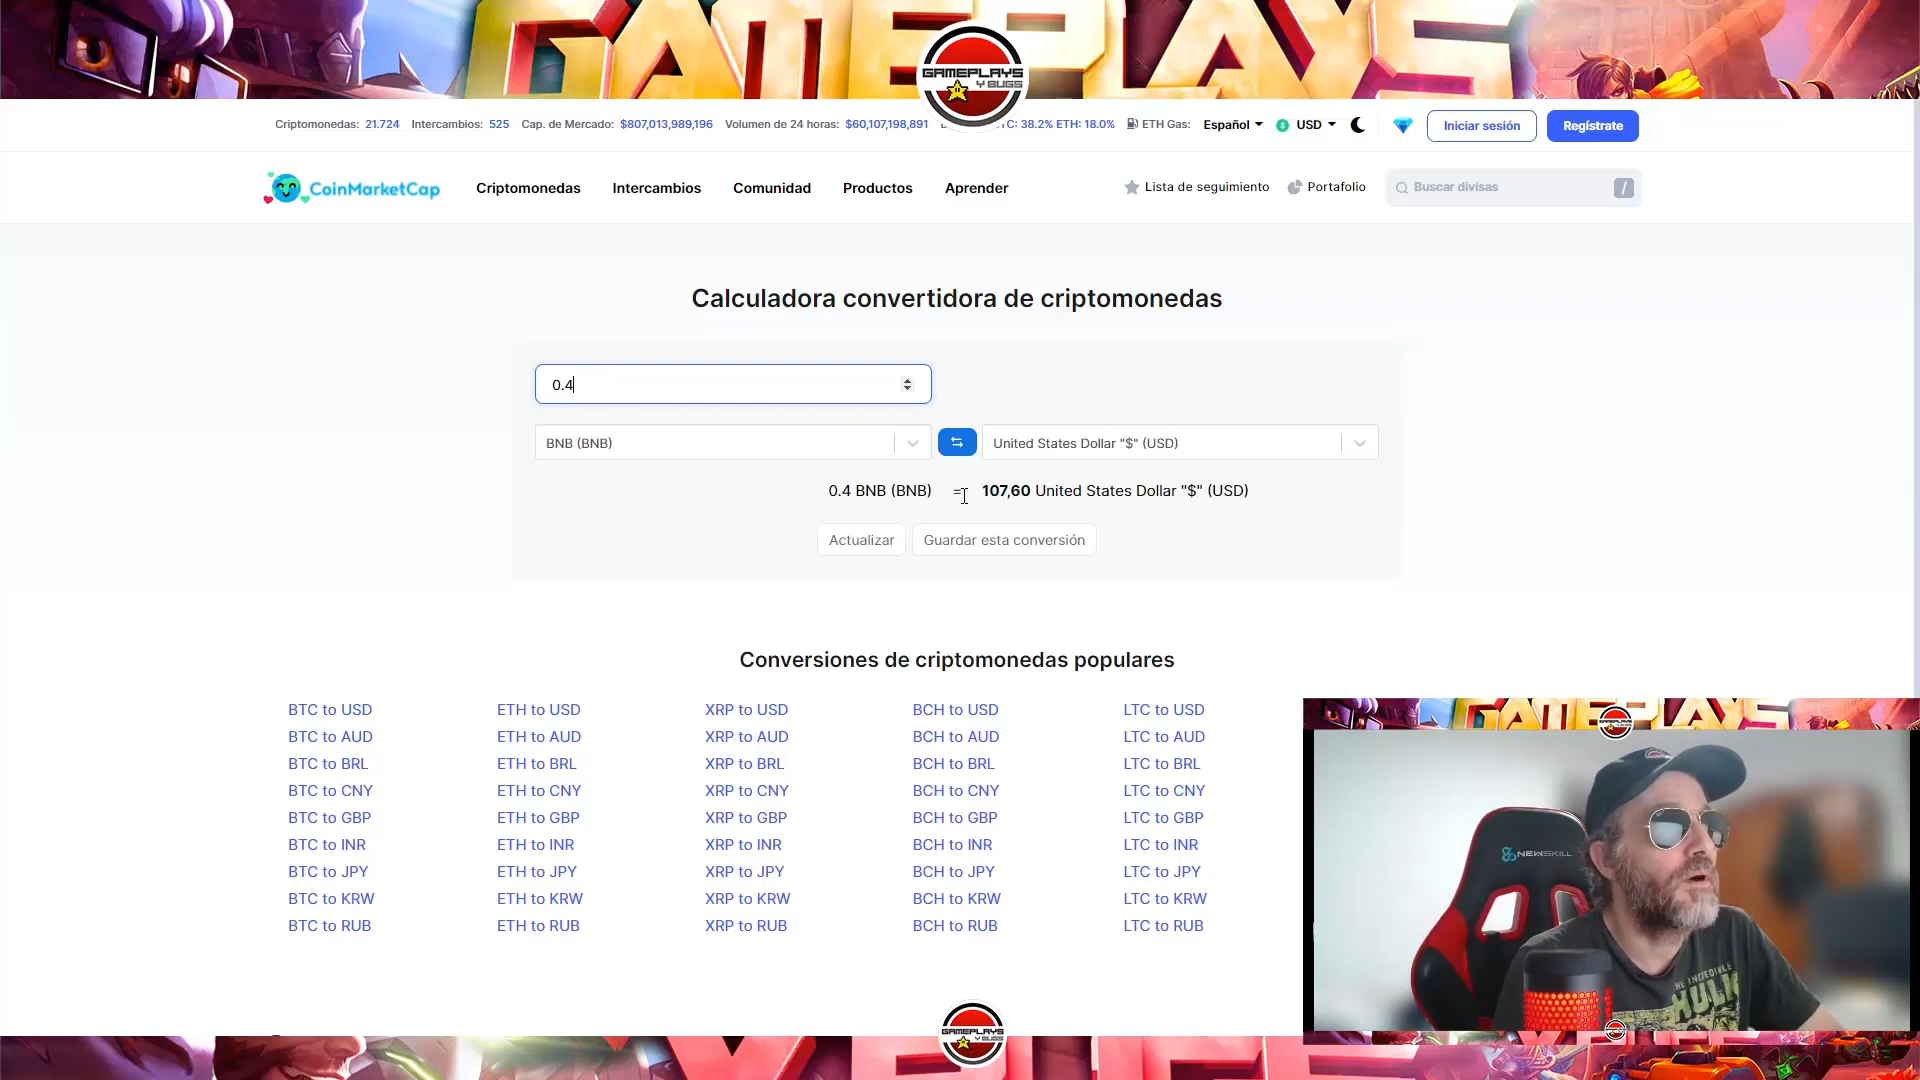 GAMEPLAYS
GAMEPLAYS
Y BUGS
Criptomonedas: 21.724 Intercambios: 525 Cap. de Mercado: $807,013,989,196 Volumen de 24 horas: $60,107,198,891 TC: 38.2% ETH: 18.0% ETH Gas: Español USD Iniciar sesión Regístrate
CoinMarketCap Criptomonedas Intercambios Comunidad Productos Aprender Lista de seguimiento Portafolio Buscar divisas /
Calculadora convertidora de criptomonedas
0.4
BNB (BNB) United States Dollar "$" (USD)
0.4 BNB (BNB) = 107,60 United States Dollar "$" (USD)
Actualizar Guardar esta conversión
Conversiones de criptomonedas populares
BTC to USD ETH to USD XRP to USD BCH to USD LTC to USD
BTC to AUD ETH to AUD XRP to AUD BCH to AUD LTC to AUD
BTC to BRL ETH to BRL XRP to BRL BCH to BRL LTC to BRL
BTC to CNY ETH to CNY XRP to CNY BCH to CNY LTC to CNY
BTC to GBP ETH to GBP XRP to GBP BCH to GBP LTC to GBP
BTC to INR ETH to INR XRP to INR BCH to INR LTC to INR
BTC to JPY ETH to JPY XRP to JPY BCH to JPY LTC to JPY
BTC to KRW ETH to KRW XRP to KRW BCH to KRW LTC to KRW
BTC to RUB ETH to RUB XRP to RUB BCH to RUB LTC to RUB
GAMEPLAYS
NEWSKILL
HULK
GAMEPLAYS
Y BUGS